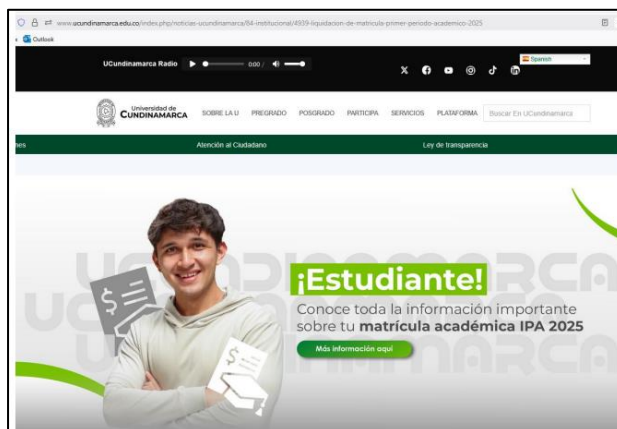 www.ucundinamarca.edu.co/index.php/noticias-ucundinamarca/84-institucional/4939-liquidacion-de-matricula-primer-periodo-academico-2025
Outlook
UCundinamarca Radio 0:00 /
Spanish
Universidad de
CUNDINAMARCA
SOBRE LA U PREGRADO POSGRADO PARTICIPA SERVICIOS PLATAFORMA Buscar En UCundinamarca
nes Atención al Ciudadano Ley de transparencia
UCUNDINAMARCA
UCUNDINAMARCA
¡Estudiante!
Conoce toda la información importante
sobre tu matrícula académica IPA 2025
Más información aquí